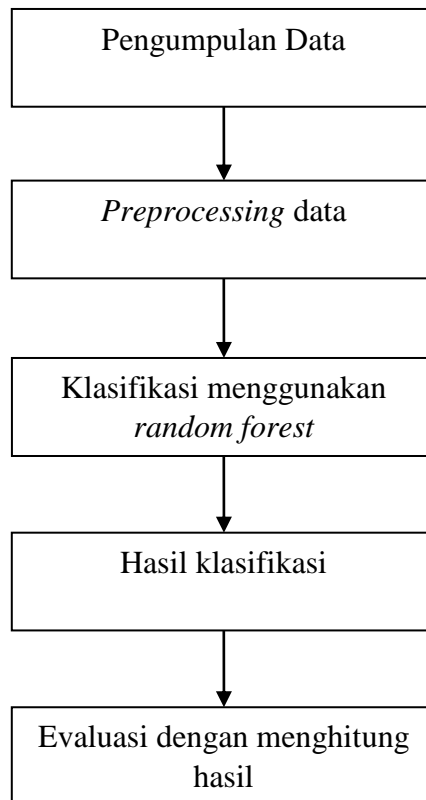 Pengumpulan Data
Preprocessing data
Klasifikasi menggunakan
random forest
Hasil klasifikasi
Evaluasi dengan menghitung
hasil